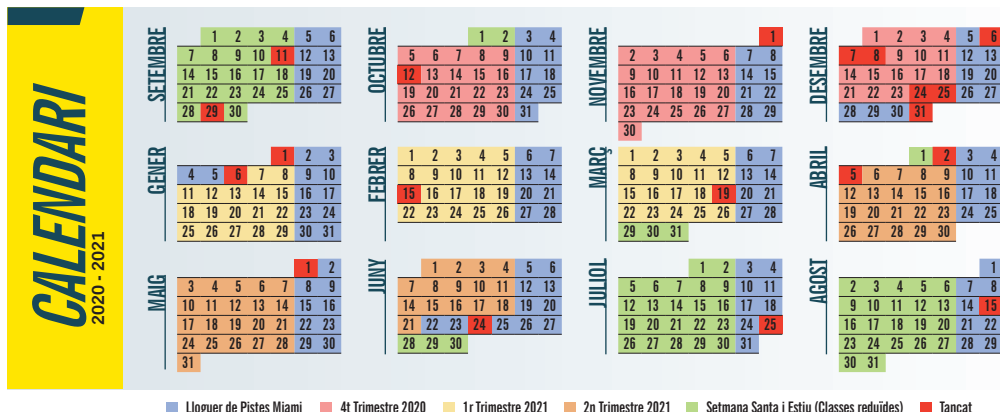 CALENDARI
2020 - 2021
SETEMBRE
1 2 3 4 5 6
7 8 9 10 11 12 13
14 15 16 17 18 19 20
21 22 23 24 25 26 27
28 29 30
OCTUBRE
1 2 3 4
5 6 7 8 9 10 11
12 13 14 15 16 17 18
19 20 21 22 23 24 25
26 27 28 29 30 31
NOVEMBRE
1
2 3 4 5 6 7 8
9 10 11 12 13 14 15
16 17 18 19 20 21 22
23 24 25 26 27 28 29
30
DESEMBRE
1 2 3 4 5 6
7 8 9 10 11 12 13
14 15 16 17 18 19 20
21 22 23 24 25 26 27
28 29 30 31
GENER
1 2 3
4 5 6 7 8 9 10
11 12 13 14 15 16 17
18 19 20 21 22 23 24
25 26 27 28 29 30 31
FEBRER
1 2 3 4 5 6 7
8 9 10 11 12 13 14
15 16 17 18 19 20 21
22 23 24 25 26 27 28
MARÇ
1 2 3 4 5 6 7
8 9 10 11 12 13 14
15 16 17 18 19 20 21
22 23 24 25 26 27 28
29 30 31
ABRIL
1 2 3 4
5 6 7 8 9 10 11
12 13 14 15 16 17 18
19 20 21 22 23 24 25
26 27 28 29 30
MAIG
1 2
3 4 5 6 7 8 9
10 11 12 13 14 15 16
17 18 19 20 21 22 23
24 25 26 27 28 29 30
31
JUNY
1 2 3 4 5 6
7 8 9 10 11 12 13
14 15 16 17 18 19 20
21 22 23 24 25 26 27
28 29 30
JULIOL
1 2 3 4
5 6 7 8 9 10 11
12 13 14 15 16 17 18
19 20 21 22 23 24 25
26 27 28 29 30 31
AGOST
1
2 3 4 5 6 7 8
9 10 11 12 13 14 15
16 17 18 19 20 21 22
23 24 25 26 27 28 29
30 31
Lloguer de Pistes Miami 4t Trimestre 2020 1r Trimestre 2021 2n Trimestre 2021 Setmana Santa i Estiu (Classes reduïdes) Tancat